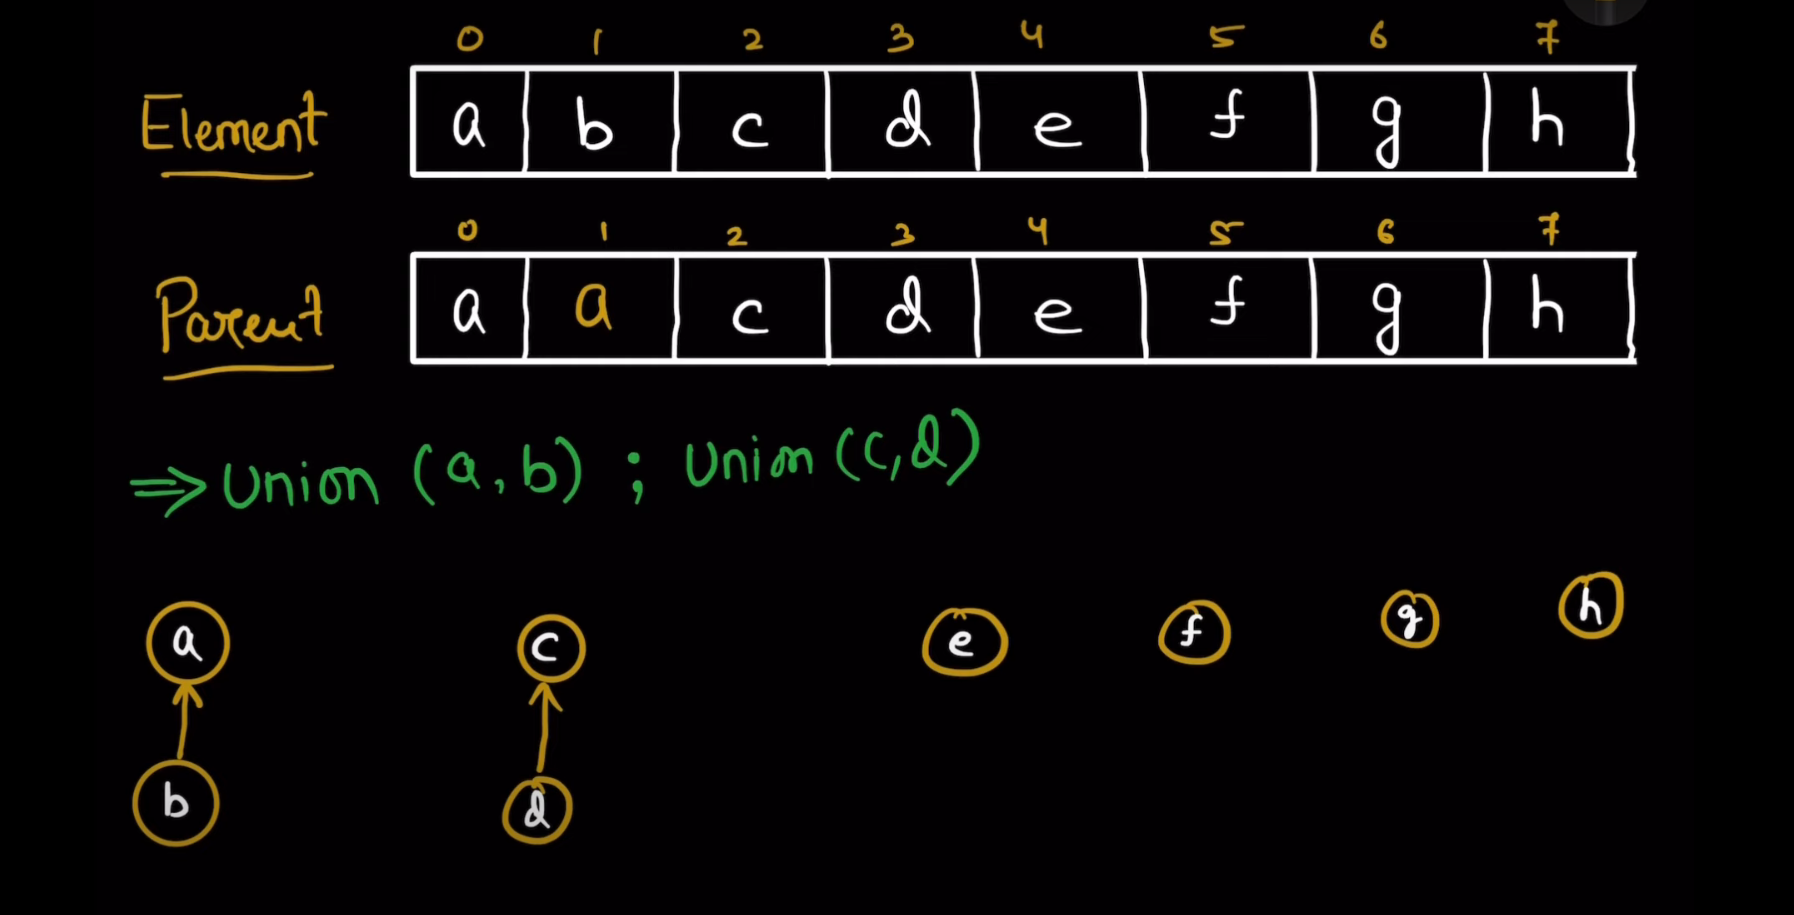 0 1 2 3 4 5 6 7
Element a b c d e f g h
0 1 2 3 4 5 6 7
Parent a a c d e f g h
⇒ Union (a, b) ; Union (c,d)
a c e f g h
b d